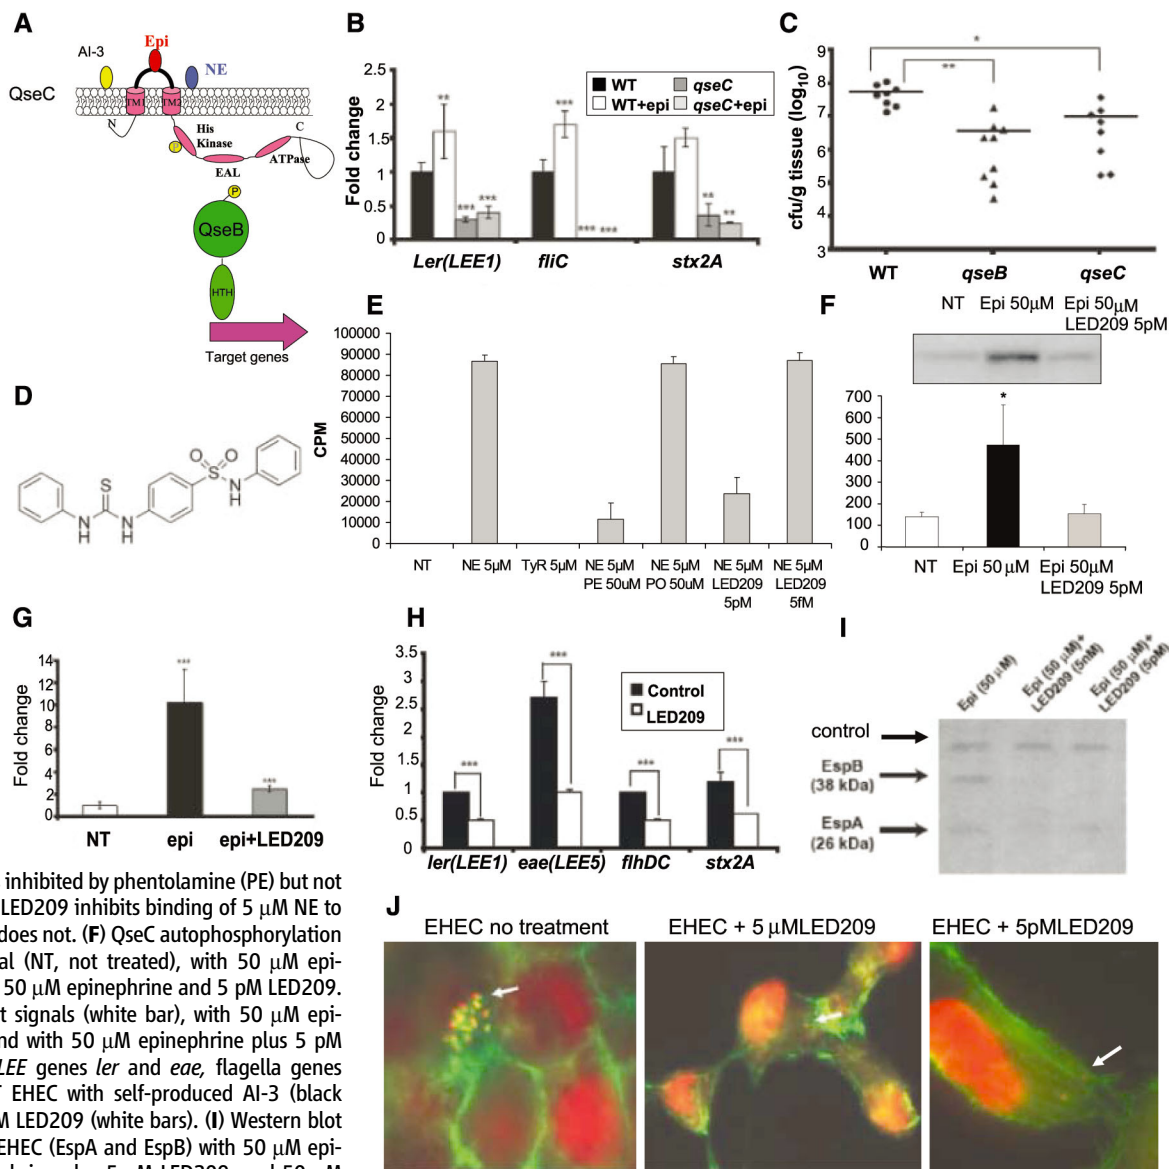 A
AI-3
Epi
NE
QseC
TM1
TM2
N
C
His
Kinase
P
EAL
ATPase
P
QseB
HTH
Target genes
B
Fold change
2.5
2
1.5
1
0.5
0
WT
qseC
WT+epi
qseC+epi
**
***
***
***
*** ***
**
**
Ler(LEE1)
fliC
stx2A
C
cfu/g tissue (log10)
9
8
7
6
5
4
3
*
**
WT
qseB
qseC
D
S
N
H
N
H
O
O
S
N
H
E
CPM
100000
90000
80000
70000
60000
50000
40000
30000
20000
10000
0
NT
NE 5µM
TyR 5µM
NE 5µM
PE 50uM
NE 5µM
PO 50uM
NE 5µM
LED209
5pM
NE 5µM
LED209
5fM
F
NT
Epi 50µM
Epi 50µM
LED209 5pM
700
600
500
400
300
200
100
0
*
NT
Epi 50µM
Epi 50µM
LED209 5pM
G
Fold change
14
12
10
8
6
4
2
0
***
***
NT
epi
epi+LED209
H
Fold change
3.5
3
2.5
2
1.5
1
0.5
0
Control
LED209
***
***
***
***
ler(LEE1)
eae(LEE5)
flhDC
stx2A
I
Epi (50 µM)
Epi (50 µM)+
LED209 (5nM)
Epi (50 µM)+
LED209 (5pM)
control
EspB
(38 kDa)
EspA
(26 kDa)
inhibited by phentolamine (PE) but not
LED209 inhibits binding of 5 µM NE to
does not. (F) QseC autophosphorylation
al (NT, not treated), with 50 µM epi-
50 µM epinephrine and 5 pM LED209.
t signals (white bar), with 50 µM epi-
nd with 50 µM epinephrine plus 5 pM
LEE genes ler and eae, flagella genes
T EHEC with self-produced AI-3 (black
M LED209 (white bars). (I) Western blot
EHEC (EspA and EspB) with 50 µM epi-
J
EHEC no treatment
EHEC + 5 µMLED209
EHEC + 5pMLED209